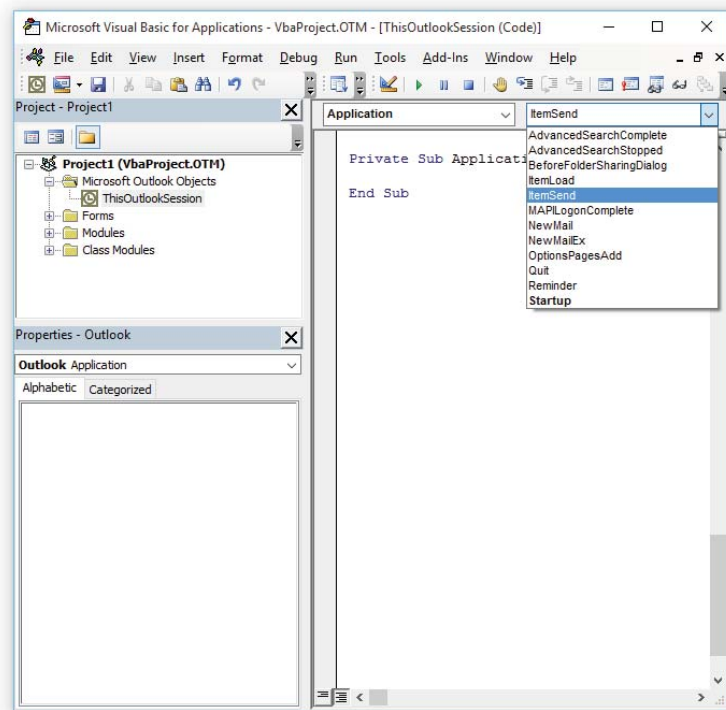 Microsoft Visual Basic for Applications - VbaProject.OTM - [ThisOutlookSession (Code)]
File Edit View Insert Format Debug Run Tools Add-Ins Window Help
Project - Project1
Project1 (VbaProject.OTM)
Microsoft Outlook Objects
ThisOutlookSession
Forms
Modules
Class Modules
Properties - Outlook
Outlook Application
Alphabetic Categorized
Application
ItemSend
AdvancedSearchComplete
AdvancedSearchStopped
BeforeFolderSharingDialog
ItemLoad
ItemSend
MAPILogonComplete
NewMail
NewMailEx
OptionsPagesAdd
Quit
Reminder
Startup
Private Sub Applicati
End Sub